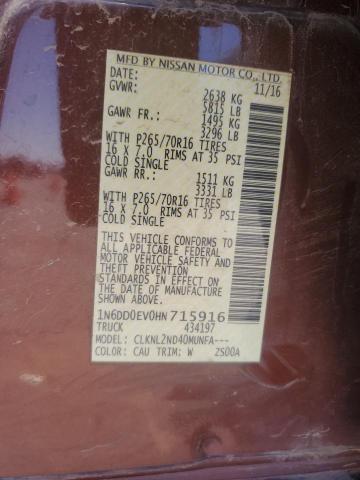 MFD BY NISSAN MOTOR CO., LTD.
DATE: 11/16
GVWR: 2638 KG
5815 LB
GAWR FR.: 1495 KG
3296 LB
WITH P265/70R16 TIRES
16 X 7.0 RIMS AT 35 PSI
COLD SINGLE
GAWR RR.: 1511 KG
3331 LB
WITH P265/70R16 TIRES
16 X 7.0 RIMS AT 35 PSI
COLD SINGLE
THIS VEHICLE CONFORMS TO
ALL APPLICABLE FEDERAL
MOTOR VEHICLE SAFETY AND
THEFT PREVENTION
STANDARDS IN EFFECT ON
THE DATE OF MANUFACTURE
SHOWN ABOVE.
1N6DD0EV0HN715916
TRUCK 434197
MODEL: CLKNL2ND40MUNFA---
COLOR: CAU TRIM: W ZS00A